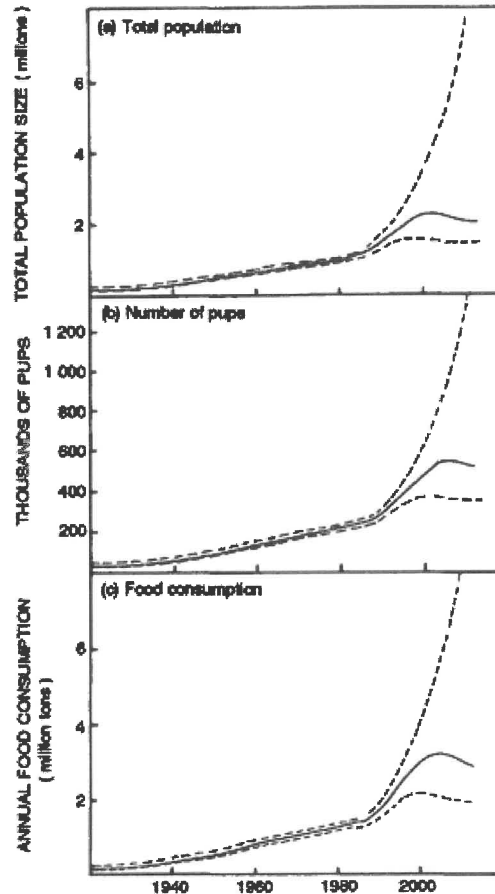 (a) Total population
TOTAL POPULATION SIZE ( millions)
6
4
2
(b) Number of pups
THOUSANDS OF PUPS
1 200
1 000
800
600
400
200
(c) Food consumption
ANNUAL FOOD CONSUMPTION
( million tons )
6
4
2
1940
1960
1980
2000